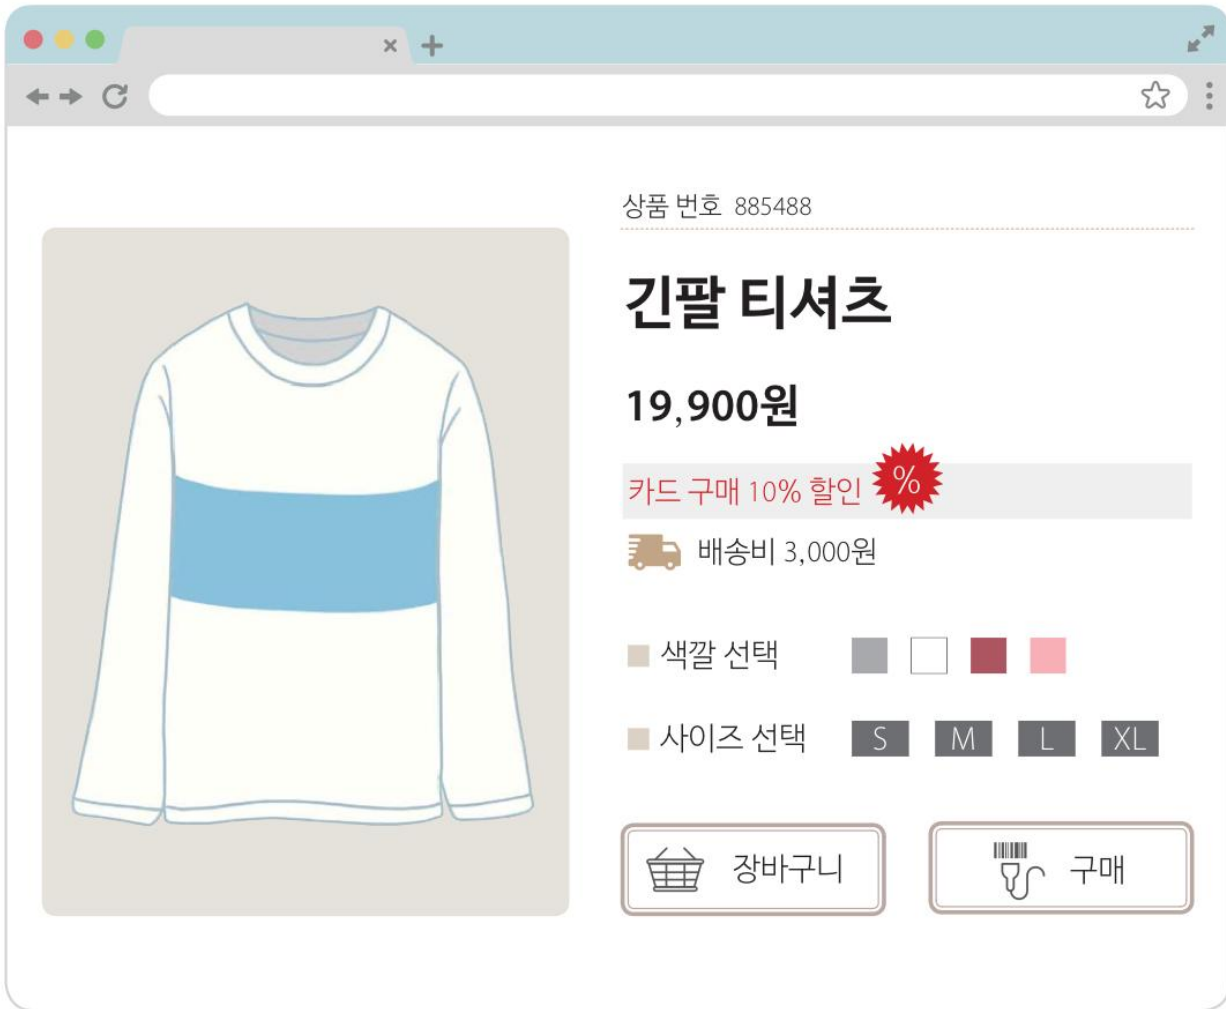 상품 번호 885488
긴팔 티셔츠
19,900원
카드 구매 10% 할인 %
배송비 3,000원
색깔 선택
사이즈 선택 S M L XL
장바구니 구매